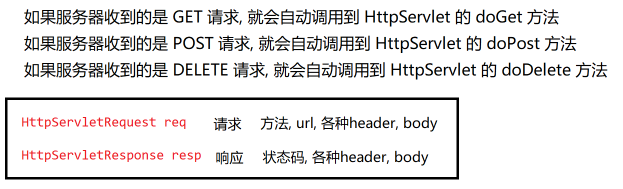 如果服务器收到的是 GET 请求, 就会自动调用到 HttpServlet 的 doGet 方法
如果服务器收到的是 POST 请求, 就会自动调用到 HttpServlet 的 doPost 方法
如果服务器收到的是 DELETE 请求, 就会自动调用到 HttpServlet 的 doDelete 方法
HttpServletRequest req 请求 方法, url, 各种header, body
HttpServletResponse resp 响应 状态码, 各种header, body